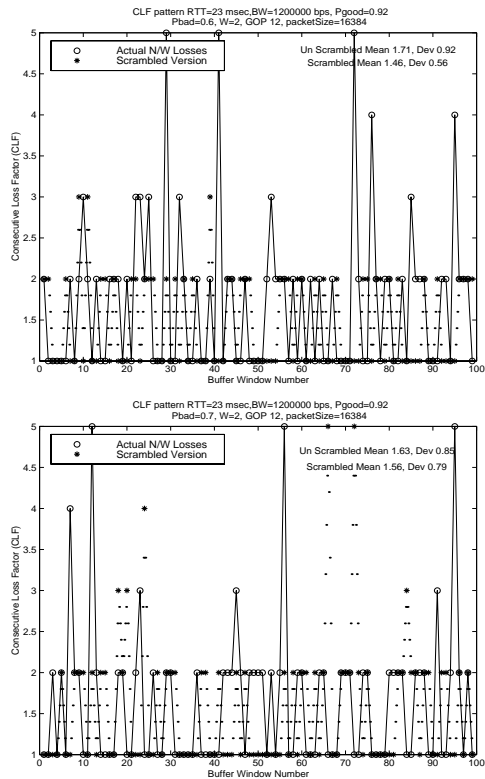 CLF pattern RTT=23 msec,BW=1200000 bps, Pgood=0.92
Pbad=0.6, W=2, GOP 12, packetSize=16384
Actual N/W Losses
Scrambled Version
Un Scrambled Mean 1.71, Dev 0.92
Scrambled Mean 1.46, Dev 0.56
Consecutive Loss Factor (CLF)
5
4.5
4
3.5
3
2.5
2
1.5
1
0 10 20 30 40 50 60 70 80 90 100
Buffer Window Number
CLF pattern RTT=23 msec,BW=1200000 bps, Pgood=0.92
Pbad=0.7, W=2, GOP 12, packetSize=16384
Actual N/W Losses
Scrambled Version
Un Scrambled Mean 1.63, Dev 0.85
Scrambled Mean 1.56, Dev 0.79
Consecutive Loss Factor (CLF)
5
4.5
4
3.5
3
2.5
2
1.5
1
0 10 20 30 40 50 60 70 80 90 100
Buffer Window Number